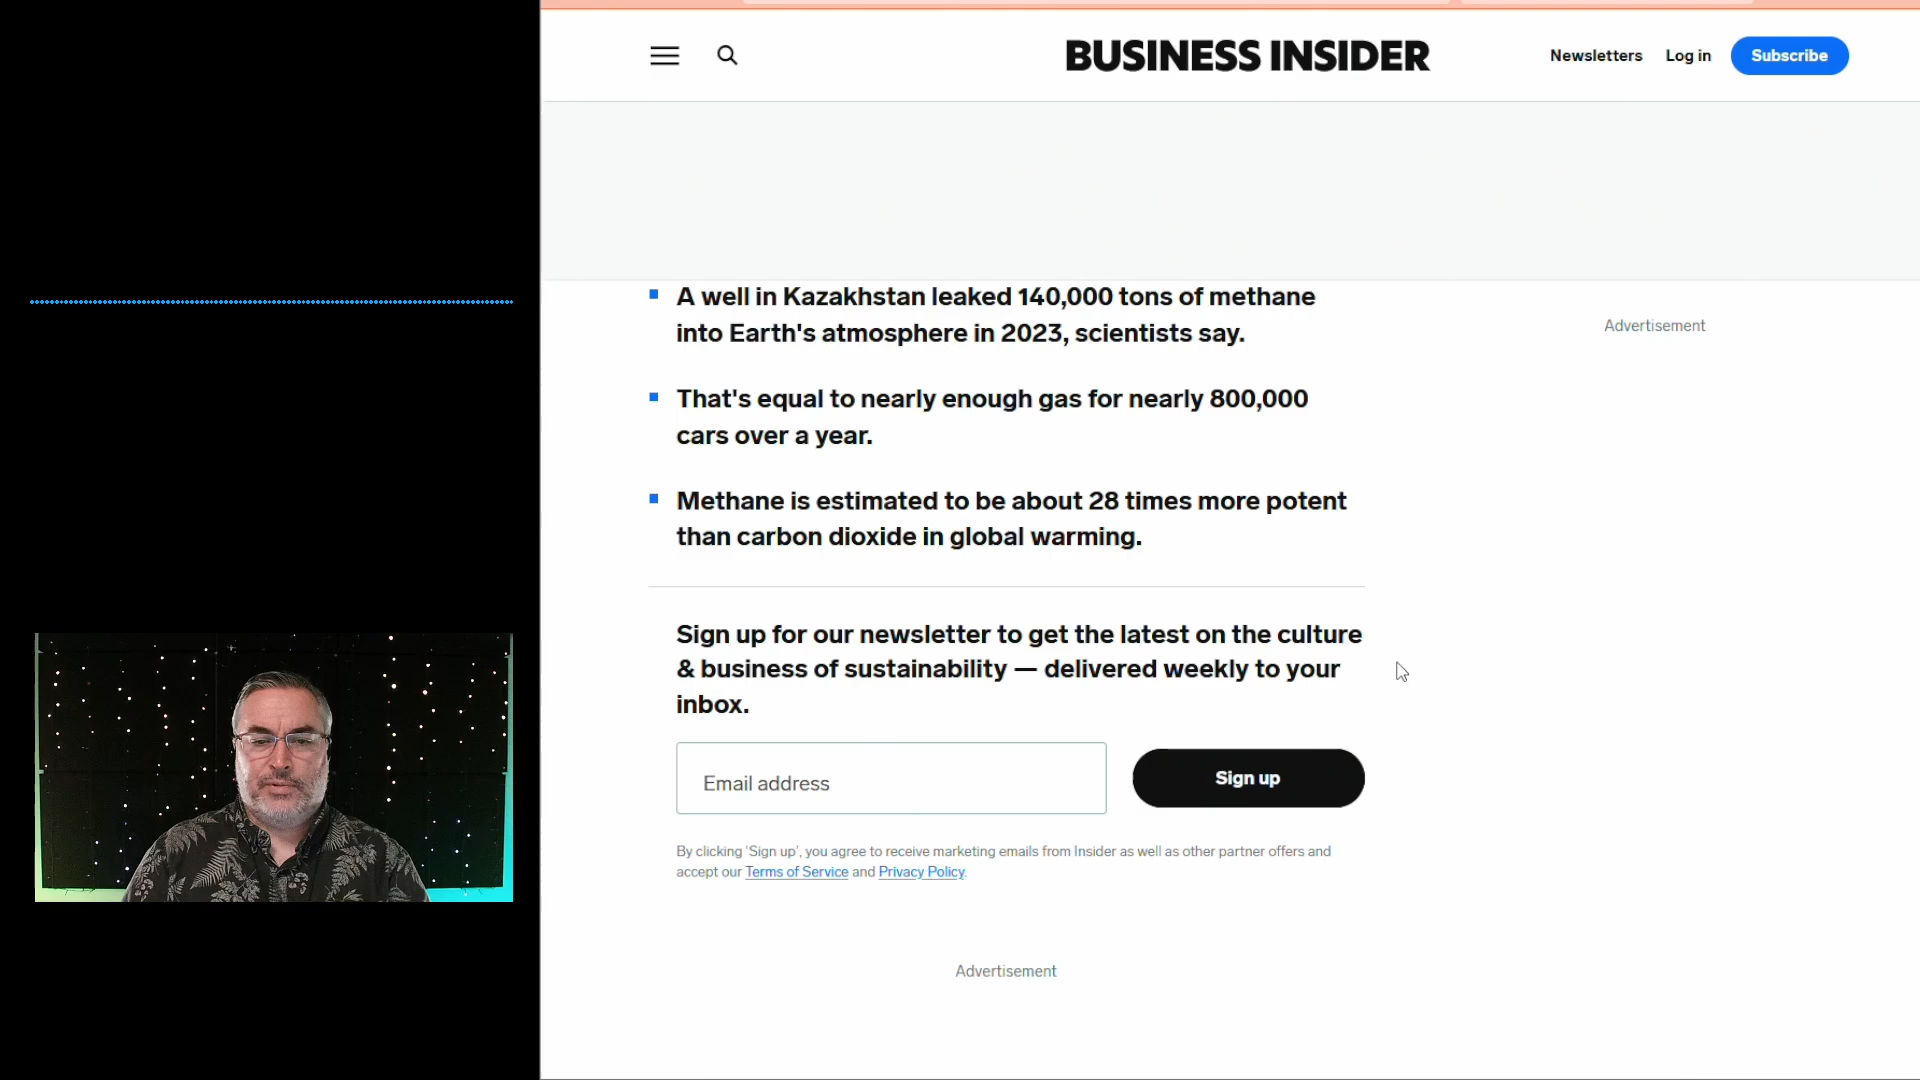 BUSINESS INSIDER
Newsletters
Log in
Subscribe
A well in Kazakhstan leaked 140,000 tons of methane
into Earth's atmosphere in 2023, scientists say.
Advertisement
That's equal to nearly enough gas for nearly 800,000
cars over a year.
Methane is estimated to be about 28 times more potent
than carbon dioxide in global warming.
Sign up for our newsletter to get the latest on the culture
& business of sustainability — delivered weekly to your
inbox.
Email address
Sign up
By clicking 'Sign up', you agree to receive marketing emails from Insider as well as other partner offers and
accept our Terms of Service and Privacy Policy.
Advertisement